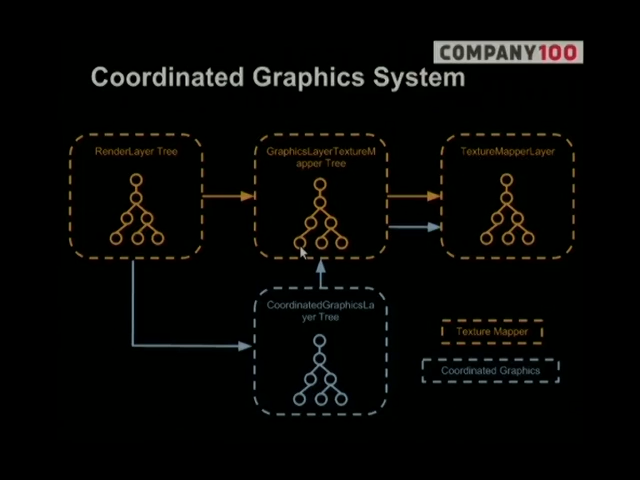 COMPANY100
Coordinated Graphics System
RenderLayer Tree
GraphicsLayerTextureM
apper Tree
TextureMapperLayer
CoordinatedGraphicsLa
yer Tree
Texture Mapper
Coordinated Graphics